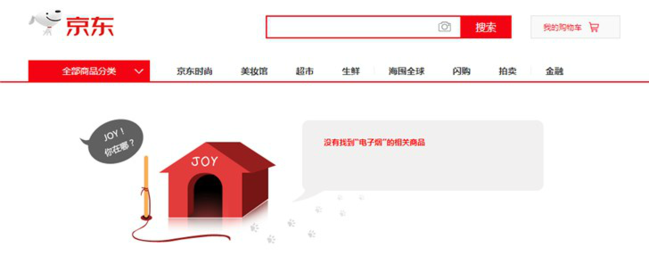 京东
搜索
我的购物车
全部商品分类
京东时尚
美妆馆
超市
生鲜
海囤全球
闪购
拍卖
金融
JOY！
你在哪？
JOY
没有找到“电子烟”的相关商品